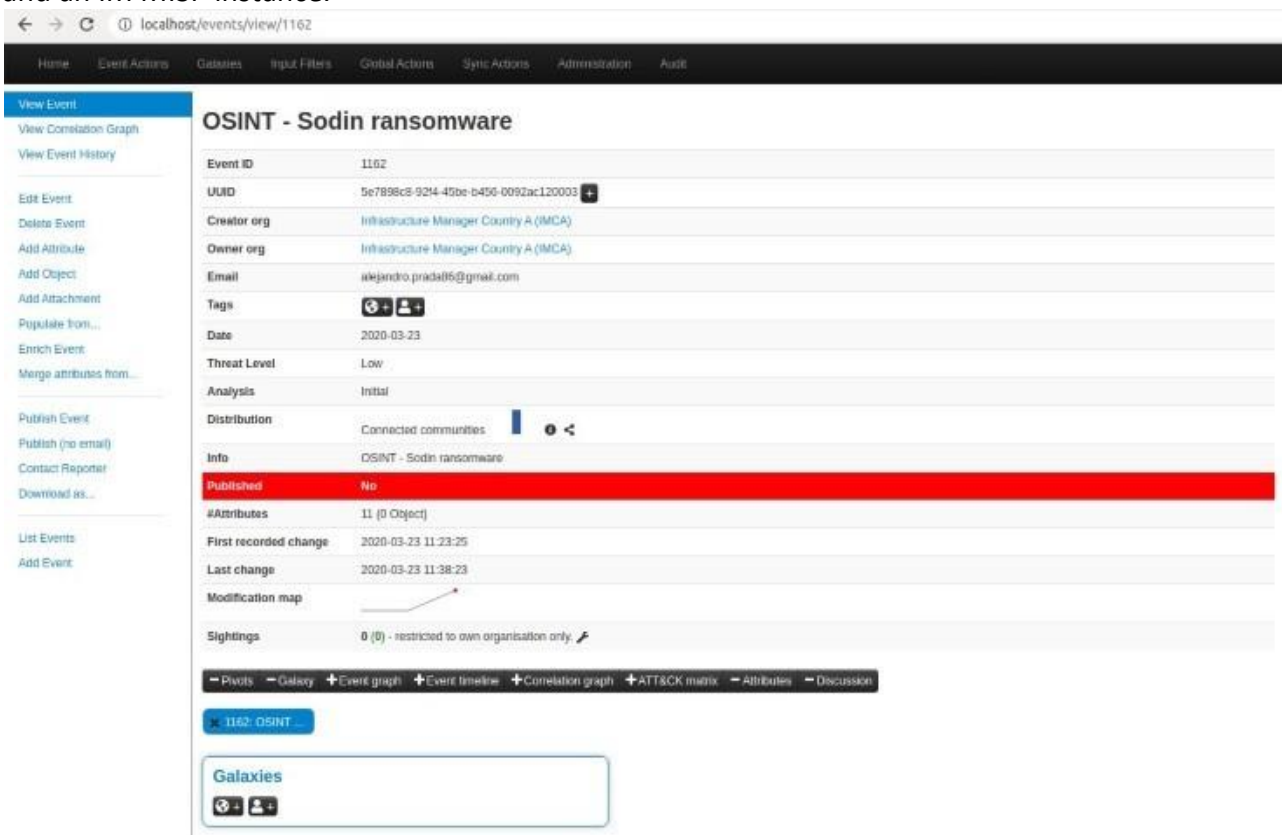 localhost/events/view/1162
Home Event Actions Galaxies Input Filters Global Actions Sync Actions Administration Audit
View Event
View Correlation Graph
View Event History
Edit Event
Delete Event
Add Attribute
Add Object
Add Attachment
Populate from...
Enrich Event
Merge attributes from...
Publish Event
Publish (no email)
Contact Reporter
Download as...
List Events
Add Event
OSINT - Sodin ransomware
Event ID 1162
UUID 5e7898c8-92f4-45be-b456-0092ac120003
Creator org Infrastructure Manager Country A (IMCA)
Owner org Infrastructure Manager Country A (IMCA)
Email alejandro.prada86@gmail.com
Tags
Date 2020-03-23
Threat Level Low
Analysis Initial
Distribution Connected communities
Info OSINT - Sodin ransomware
Published No
#Attributes 11 (0 Object)
First recorded change 2020-03-23 11:23:25
Last change 2020-03-23 11:38:23
Modification map
Sightings 0 (0) - restricted to own organisation only.
Pivots Galaxy Event graph Event timeline Correlation graph ATT&CK matrix Attributes Discussion
1162: OSINT ...
Galaxies